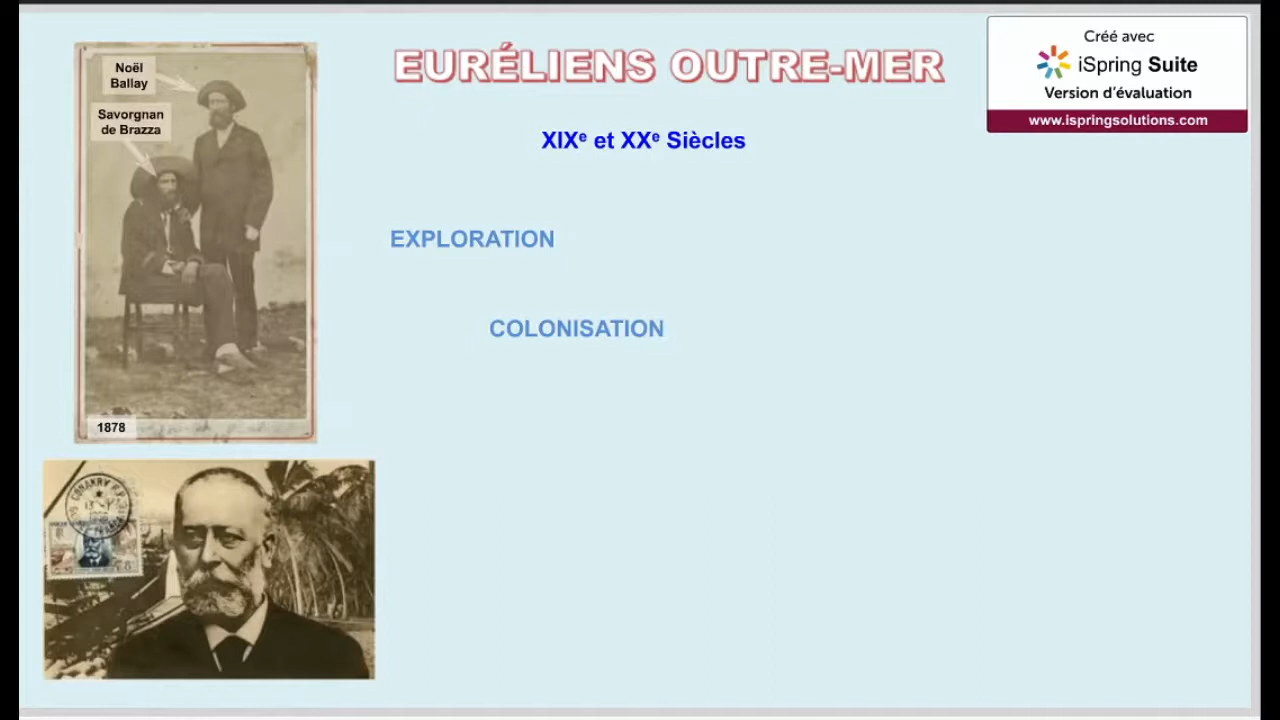 EURÉLIENS OUTRE-MER
XIXe et XXe Siècles
EXPLORATION
COLONISATION
Noël
Ballay
Savorgnan
de Brazza
1878
CONAKRY
Créé avec
iSpring Suite
Version d'évaluation
www.ispringsolutions.com